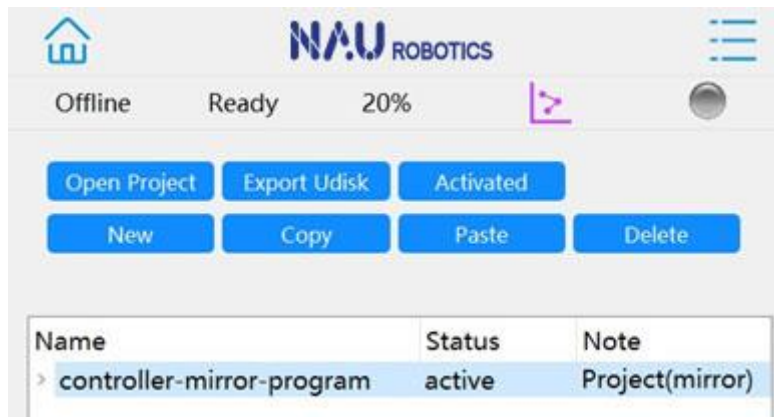 NAU ROBOTICS
Offline Ready 20%
Open Project Export Udisk Activated
New Copy Paste Delete
Name Status Note
controller-mirror-program active Project(mirror)